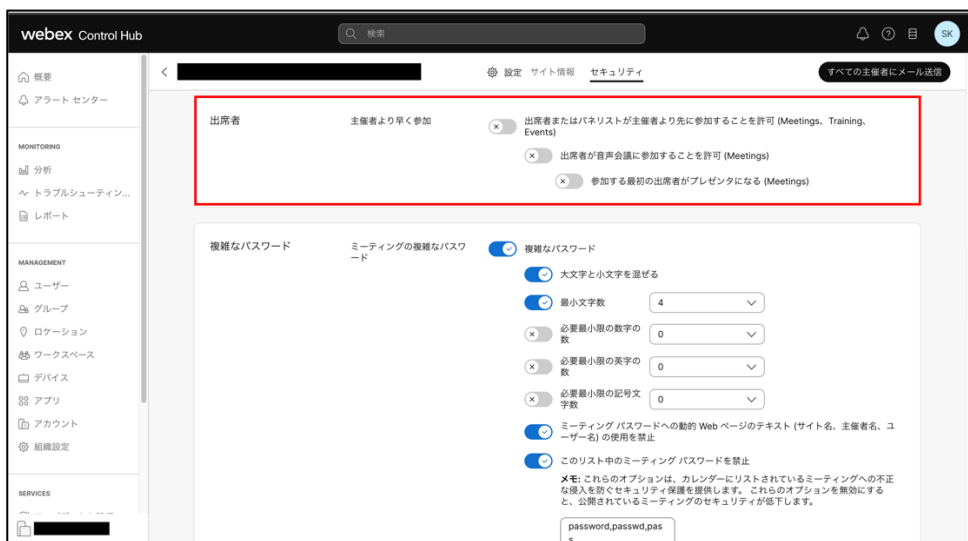 webex Control Hub
検索
SK
概要
アラート センター
MONITORING
分析
トラブルシューティン...
レポート
MANAGEMENT
ユーザー
グループ
ロケーション
ワークスペース
デバイス
アプリ
アカウント
組織設定
SERVICES
設定 サイト情報 セキュリティ
すべての主催者にメール送信
出席者
主催者より早く参加
出席者またはパネリストが主催者より先に参加することを許可 (Meetings、Training、
Events)
出席者が音声会議に参加することを許可 (Meetings)
参加する最初の出席者がプレゼンタになる (Meetings)
複雑なパスワード
ミーティングの複雑なパスワ
ード
複雑なパスワード
大文字と小文字を混ぜる
最小文字数
4
必要最小限の数字の
数
0
必要最小限の英字の
数
0
必要最小限の記号文
字数
0
ミーティング パスワードへの動的 Web ページのテキスト (サイト名、主催者名、ユ
ーザー名) の使用を禁止
このリスト中のミーティング パスワードを禁止
メモ: これらのオプションは、カレンダーにリストされているミーティングへの不正
な侵入を防ぐセキュリティ保護を提供します。 これらのオプションを無効にする
と、公開されているミーティングのセキュリティが低下します。
password,passwd,pas
s